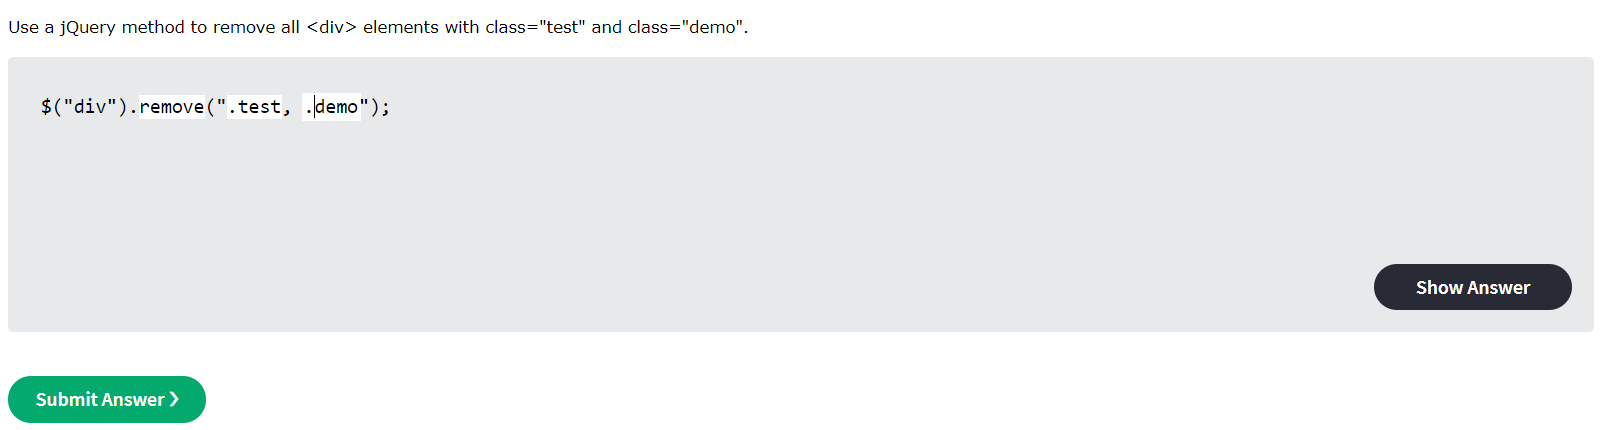 Use a jQuery method to remove all <div> elements with class="test" and class="demo".
$("div").remove(".test, .demo");
Show Answer
Submit Answer ❯